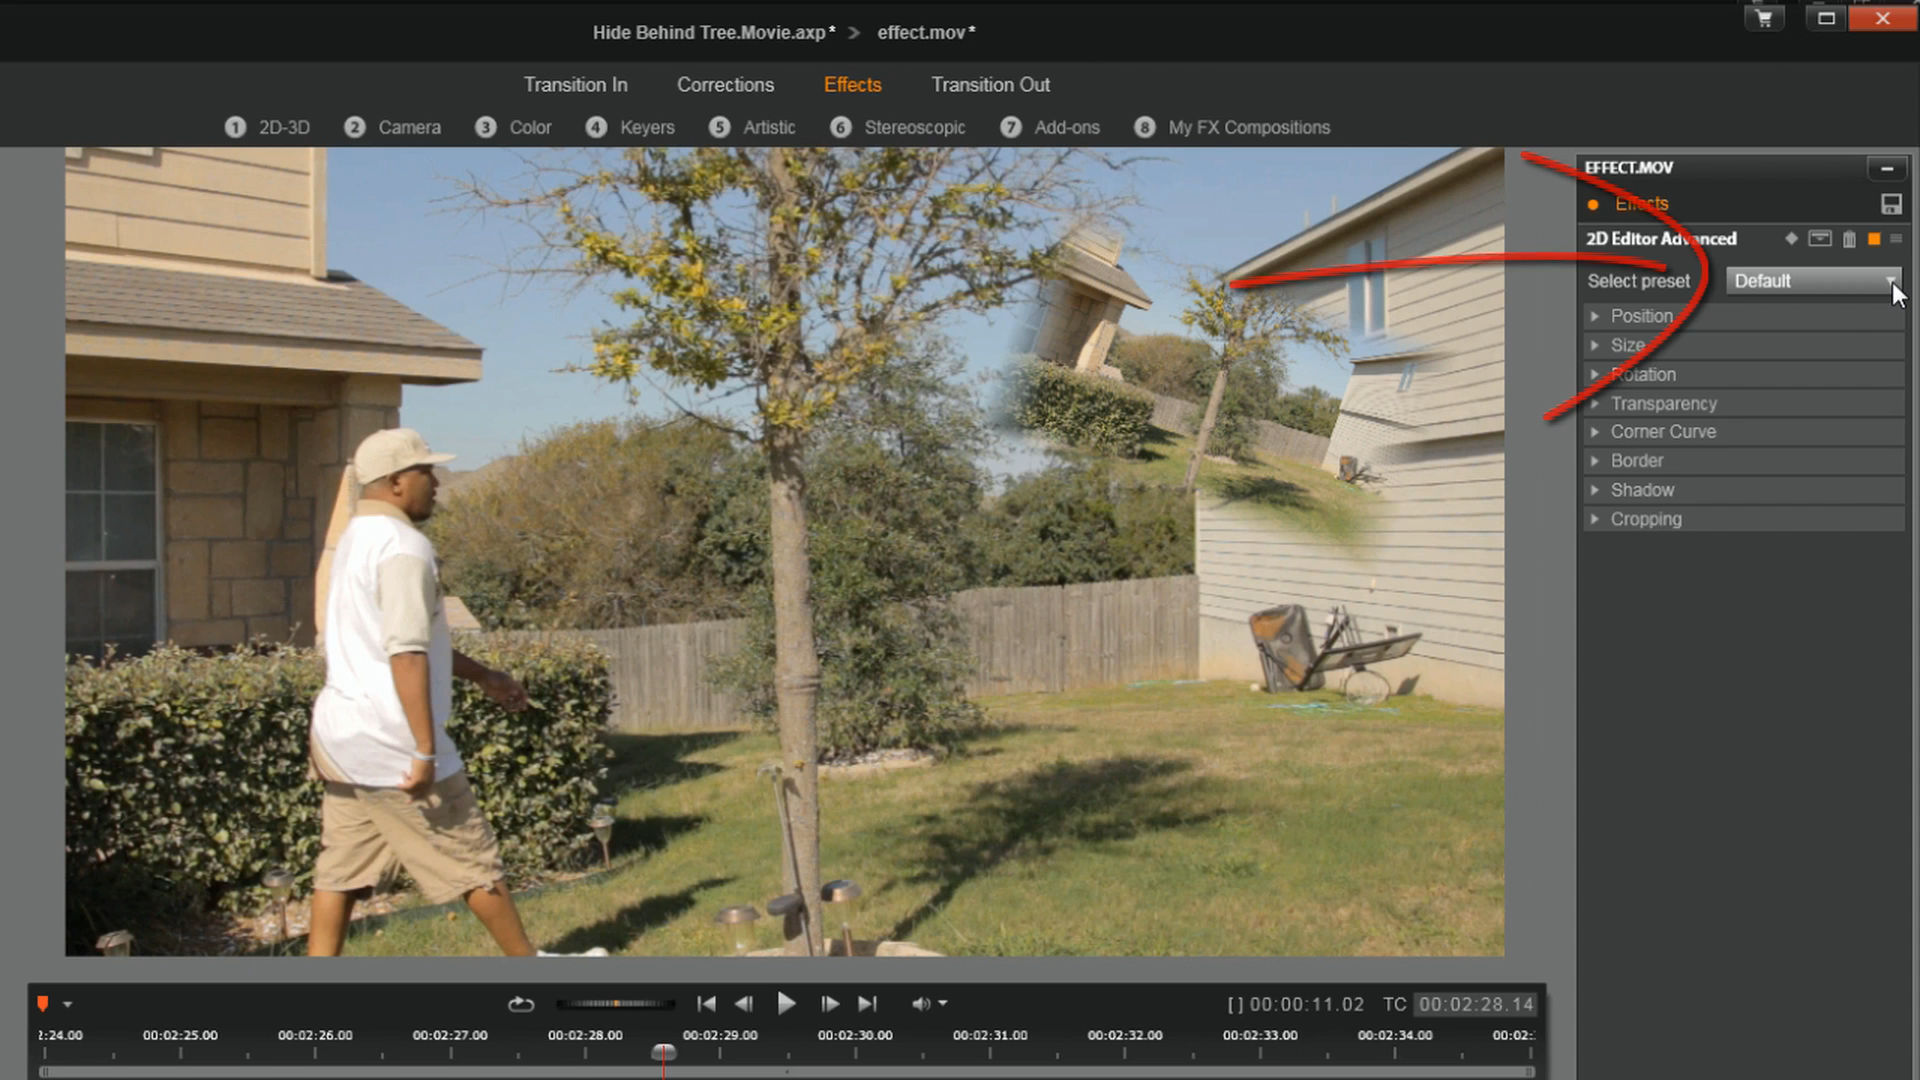 Hide Behind Tree.Movie.axp* > effect.mov*
Transition In Corrections Effects Transition Out
1 2D-3D 2 Camera 3 Color 4 Keyers 5 Artistic 6 Stereoscopic 7 Add-ons 8 My FX Compositions
EFFECT.MOV
Effects
2D Editor Advanced
Select preset Default
Position
Size
Rotation
Transparency
Corner Curve
Border
Shadow
Cropping
[] 00:00:11.02 TC 00:02:28.14
:24.00 00:02:25.00 00:02:26.00 00:02:27.00 00:02:28.00 00:02:29.00 00:02:30.00 00:02:31.00 00:02:32.00 00:02:33.00 00:02:34.00 00:02: